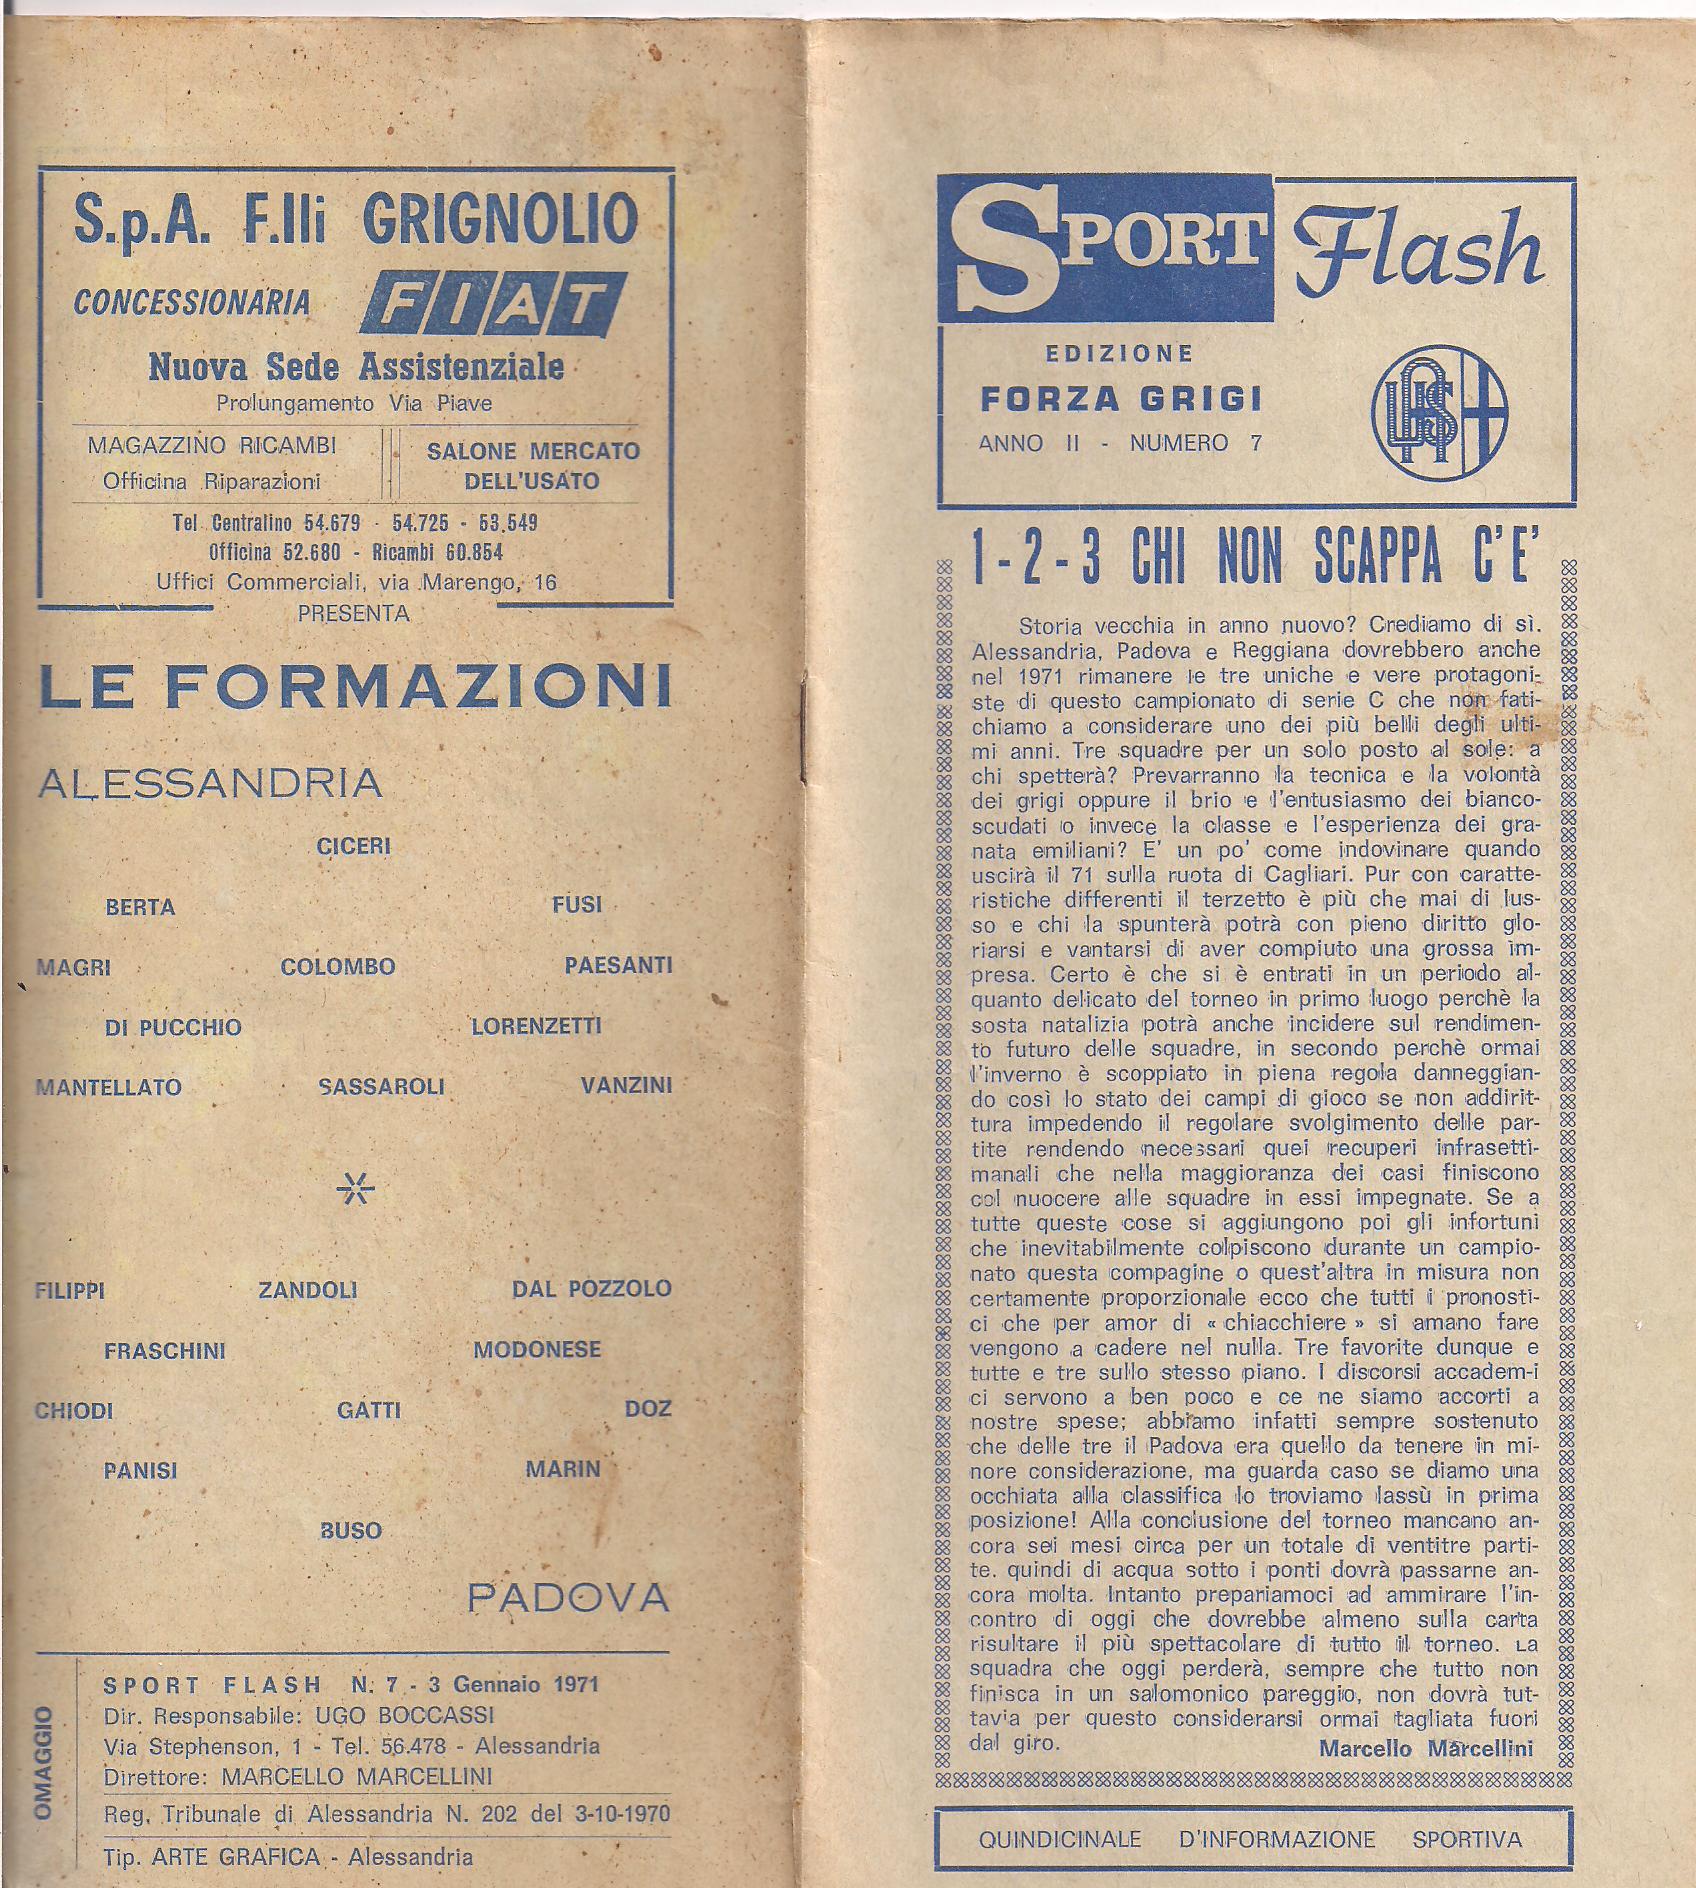 S.p.A. F.lli GRIGNOLIO
CONCESSIONARIA FIAT
Nuova Sede Assistenziale
Prolungamento Via Piave
MAGAZZINO RICAMBI
Officina Riparazioni
SALONE MERCATO
DELL'USATO
Tel Centralino 54.679 - 54.725 - 53.549
Officina 52.680 - Ricambi 60.854
Uffici Commerciali, via Marengo, 16
PRESENTA
LE FORMAZIONI
ALESSANDRIA
CICERI
BERTA FUSI
MAGRI COLOMBO PAESANTI
DI PUCCHIO LORENZETTI
MANTELLATO SASSAROLI VANZINI
FILIPPI ZANDOLI DAL POZZOLO
FRASCHINI MODONESE
CHIODI GATTI DOZ
PANISI MARIN
BUSO
PADOVA
OMAGGIO
SPORT FLASH N. 7 - 3 Gennaio 1971
Dir. Responsabile: UGO BOCCASSI
Via Stephenson, 1 - Tel. 56.478 - Alessandria
Direttore: MARCELLO MARCELLINI
Reg. Tribunale di Alessandria N. 202 del 3-10-1970
Tip. ARTE GRAFICA - Alessandria
SPORT Flash
EDIZIONE
FORZA GRIGI
ANNO II - NUMERO 7
1-2-3 CHI NON SCAPPA C'E'
Storia vecchia in anno nuovo? Crediamo di sì.
Alessandria, Padova e Reggiana dovrebbero anche
nel 1971 rimanere le tre uniche e vere protagoni-
ste di questo campionato di serie C che non fati-
chiamo a considerare uno dei più belli degli ulti-
mi anni. Tre squadre per un solo posto al sole: a
chi spetterà? Prevarranno la tecnica e la volontà
dei grigi oppure il brio e l'entusiasmo dei bianco-
scudati o invece la classe e l'esperienza dei gra-
nata emiliani? E' un po' come indovinare quando
uscirà il 71 sulla ruota di Cagliari. Pur con caratte-
ristiche differenti il terzetto è più che mai di lus-
so e chi la spunterà potrà con pieno diritto glo-
riarsi e vantarsi di aver compiuto una grossa im-
presa. Certo è che si è entrati in un periodo al-
quanto delicato del torneo in primo luogo perchè la
sosta natalizia potrà anche incidere sul rendimen-
to futuro delle squadre, in secondo perchè ormai
l'inverno è scoppiato in piena regola danneggian-
do così lo stato dei campi di gioco se non addirit-
tura impedendo il regolare svolgimento delle par-
tite rendendo necessari quei recuperi infrasetti-
manali che nella maggioranza dei casi finiscono
col nuocere alle squadre in essi impegnate. Se a
tutte queste cose si aggiungono poi gli infortuni
che inevitabilmente colpiscono durante un campio-
nato questa compagine o quest'altra in misura non
certamente proporzionale ecco che tutti i pronosti-
ci che per amor di « chiacchiere » si amano fare
vengono a cadere nel nulla. Tre favorite dunque e
tutte e tre sullo stesso piano. I discorsi accadem-i
ci servono a ben poco e ce ne siamo accorti a
nostre spese; abbiamo infatti sempre sostenuto
che delle tre il Padova era quello da tenere in mi-
nore considerazione, ma guarda caso se diamo una
occhiata alla classifica lo troviamo lassù in prima
posizione! Alla conclusione del torneo mancano an-
cora sei mesi circa per un totale di ventitre parti-
te. quindi di acqua sotto i ponti dovrà passarne an-
cora molta. Intanto prepariamoci ad ammirare l'in-
contro di oggi che dovrebbe almeno sulla carta
risultare il più spettacolare di tutto il torneo. La
squadra che oggi perderà, sempre che tutto non
finisca in un salomonico pareggio, non dovrà tut-
tavia per questo considerarsi ormai tagliata fuori
dal giro.
Marcello Marcellini
QUINDICINALE D'INFORMAZIONE SPORTIVA